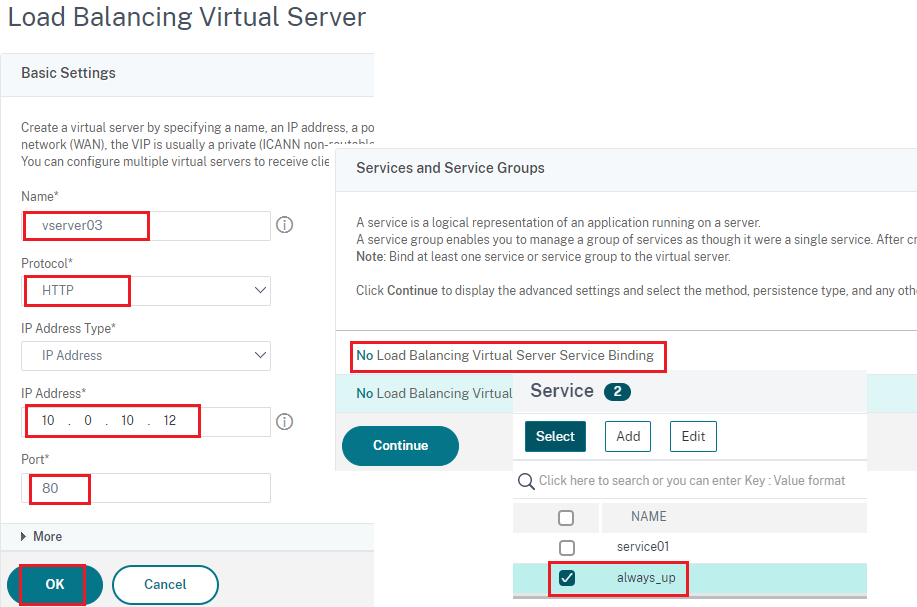 Load Balancing Virtual Server
Basic Settings
Create a virtual server by specifying a name, an IP address, a po
network (WAN), the VIP is usually a private (ICANN non-routable
You can configure multiple virtual servers to receive clie
Name*
vserver03
Protocol*
HTTP
IP Address Type*
IP Address
IP Address*
10 . 0 . 10 . 12
Port*
80
More
OK
Cancel
Services and Service Groups
A service is a logical representation of an application running on a server.
A service group enables you to manage a group of services as though it were a single service. After cr
Note: Bind at least one service or service group to the virtual server.
Click Continue to display the advanced settings and select the method, persistence type, and any othe
No Load Balancing Virtual Server Service Binding
No Load Balancing Virtual
Continue
Service 2
Select
Add
Edit
Click here to search or you can enter Key : Value format
NAME
service01
always_up